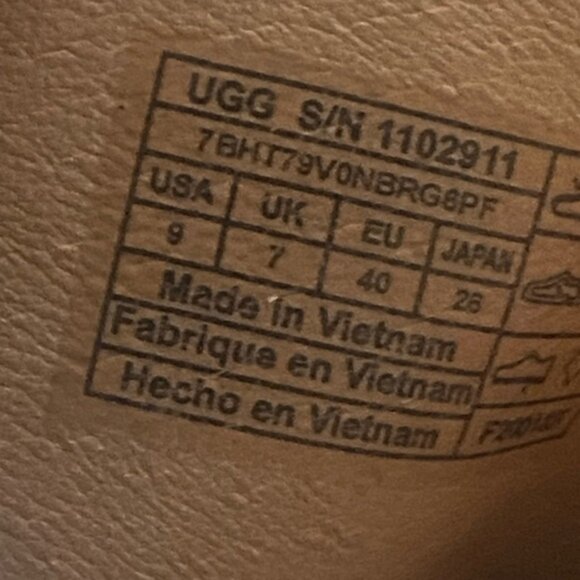 UGG S/N 1102911
7BHT79V0NBRG6PF
USA UK EU JAPAN
9 7 40 26
Made in Vietnam
Fabrique en Vietnam
Hecho en Vietnam